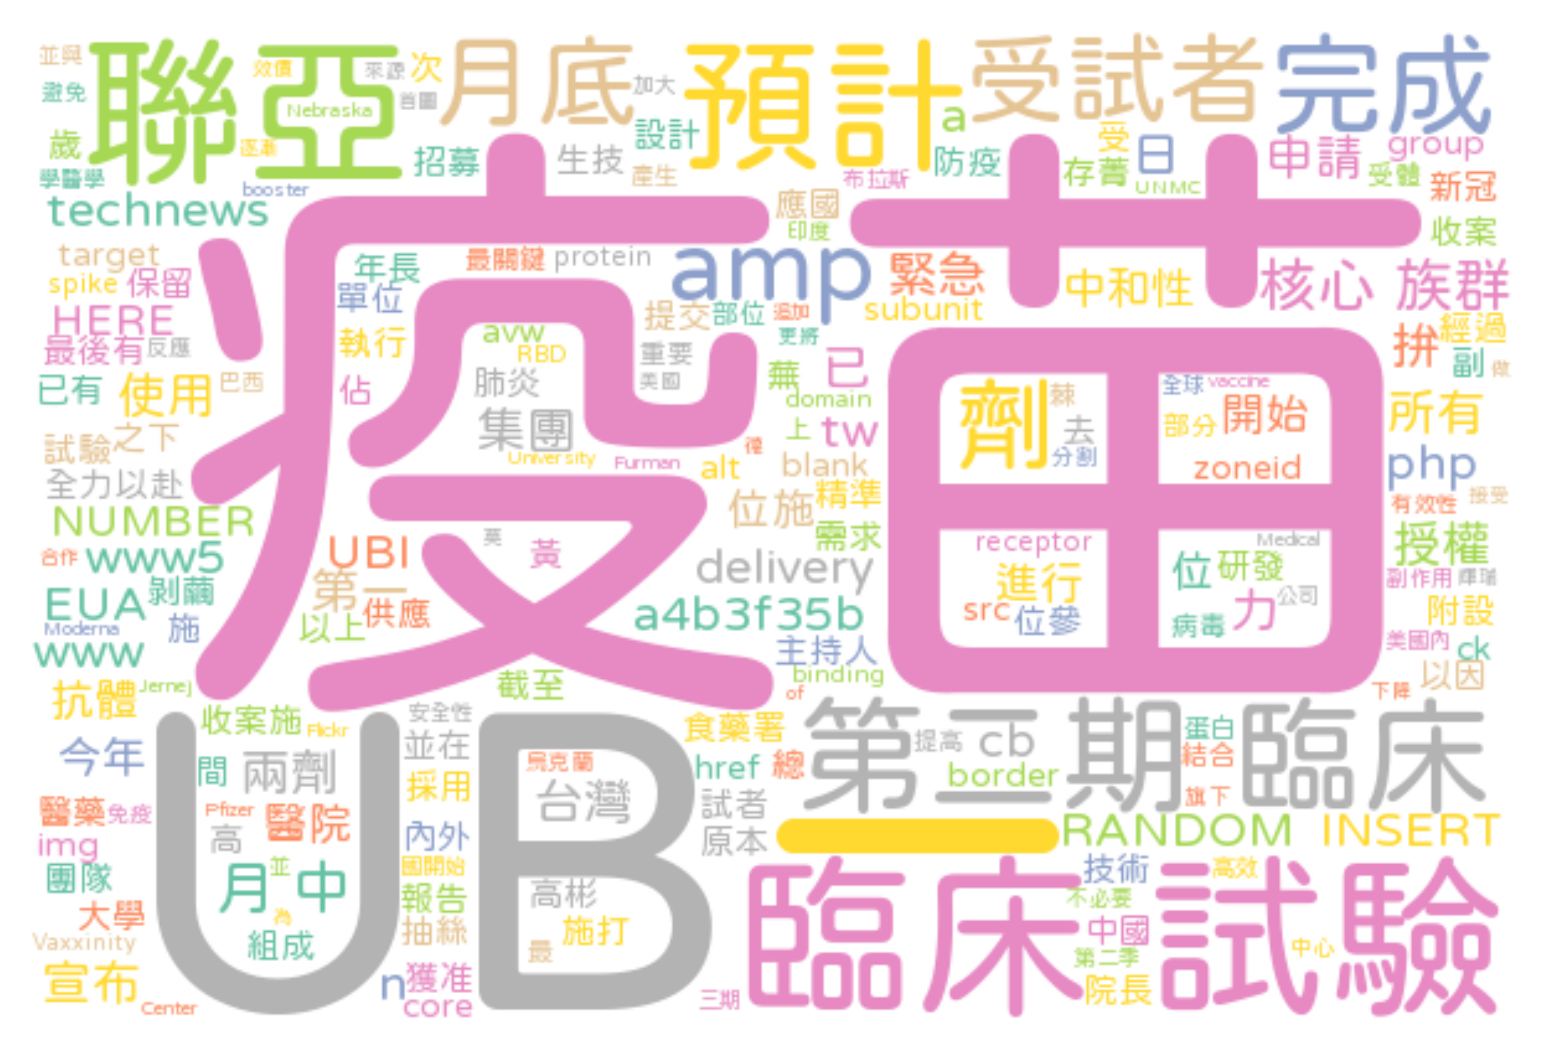 並與 聯亞 效價 來源 次 月底 加大 預計 受試者 完成
避免 Nebraska 首圖 設計 a 受 日 申請 group
歲 逐漸 招募 生技 產生 防疫 存菁 UNMC 受體 新冠
學醫學 booster 布拉斯
technews 應國 印度 收案
疫苗
target 年長 最關鍵 protein amp 緊急 中和性 核心 族群
spike 保留 單位 提交 部位 追加 subunit
HERE avw 更將 拚 經過
最後有 反應 執行 RBD 重要 蕪 已 副 做
已有 使用 巴西 佔 肺炎 美國 domain 劑 棘 全球 vaccine 所有
試驗 之下 集團 上 tw 去 部分 開始
University Furman alt blank 分割 zoneid php
全力以赴 位施 精準 有效性 接受
NUMBER 英 需求 授權
合作 www5 UBI 黃 delivery receptor Medical
EUA 剝繭 第一 進行 位 研發 副作用 輝瑞
Moderna 施 以上 供應 a4b3f35b src 位參 病毒 力 公司 附設
www 主持人 美國內 ck
抗體 Jernej 截至 binding of 下降 以因
UB 收案施 Flickr 安全性 食藥署 第二期臨床 提高 cb 蛋白
今年 間 兩劑 並在 烏克蘭 href 總 border 結合
醫藥 免疫 Pfizer 醫院 採用 台灣 試者 旗下
img 高 內外 原本 一 RANDOM INSERT
團隊 月中 並 國開始 臨床試驗 技術 高效
大學 為 報告 高彬 不必要
Vaxxinity 組成 抽絲 最 施打 中國 中心
宣布 n 獲准 第二季
Center core 三期 院長